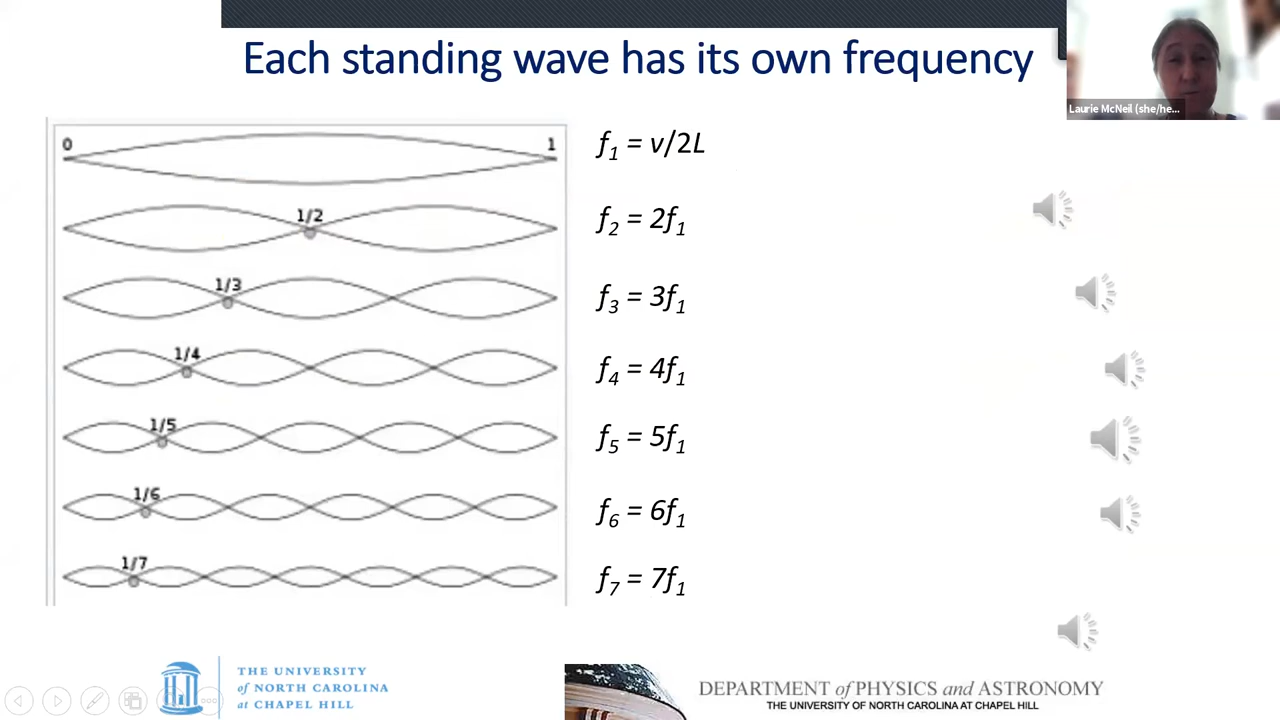 Each standing wave has its own frequency
Laurie McNeil (she/he...
0 1
f1 = v/2L
1/2
f2 = 2f1
1/3
f3 = 3f1
1/4
f4 = 4f1
1/5
f5 = 5f1
1/6
f6 = 6f1
1/7
f7 = 7f1
THE UNIVERSITY
of NORTH CAROLINA
at CHAPEL HILL
DEPARTMENT of PHYSICS and ASTRONOMY
THE UNIVERSITY OF NORTH CAROLINA AT CHAPEL HILL